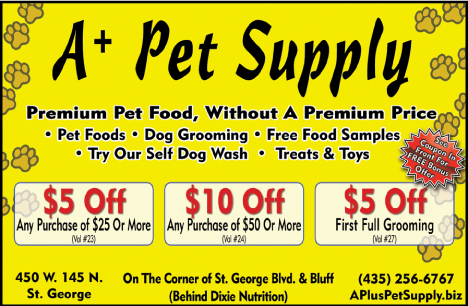 A+ Pet Supply
Premium Pet Food, Without A Premium Price
• Pet Foods • Dog Grooming • Free Food Samples
• Try Our Self Dog Wash • Treats & Toys
See
Coupon In
Front For
FREE Bonus
Offer
$5 Off
Any Purchase of $25 Or More
(Val #23)
$10 Off
Any Purchase of $50 Or More
(Val #24)
$5 Off
First Full Grooming
(Val #27)
450 W. 145 N.
St. George
On The Corner of St. George Blvd. & Bluff
(Behind Dixie Nutrition)
(435) 256-6767
APlusPetSupply.biz